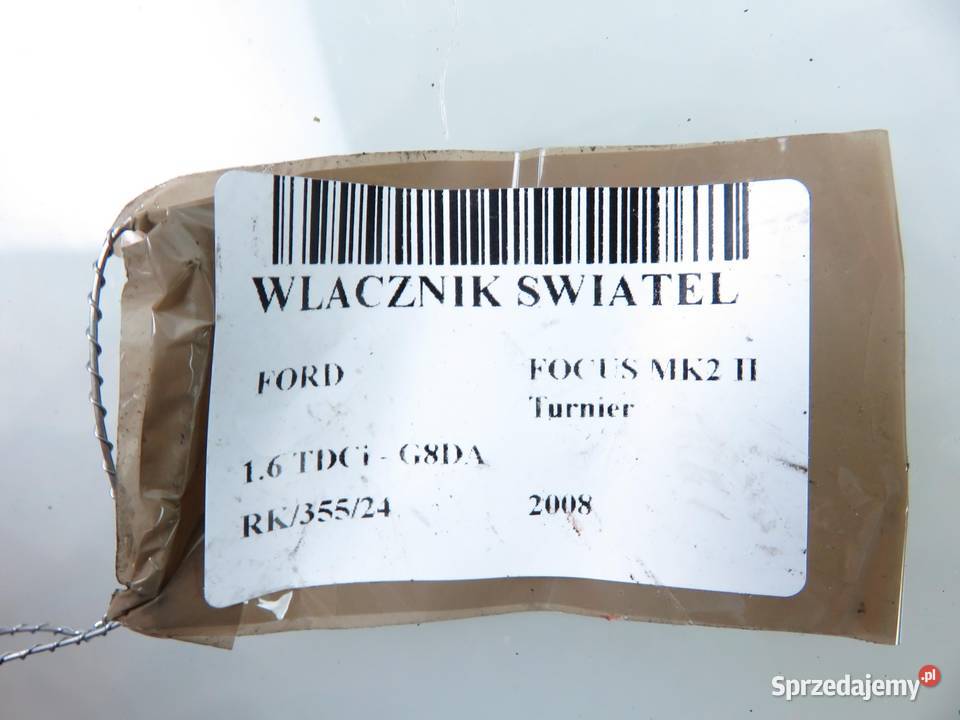 WLACZNIK SWIATEL
FORD FOCUS MK2 II
Turnier
1.6 TDCi - G8DA
RK/355/24 2008
Sprzedajemy.pl